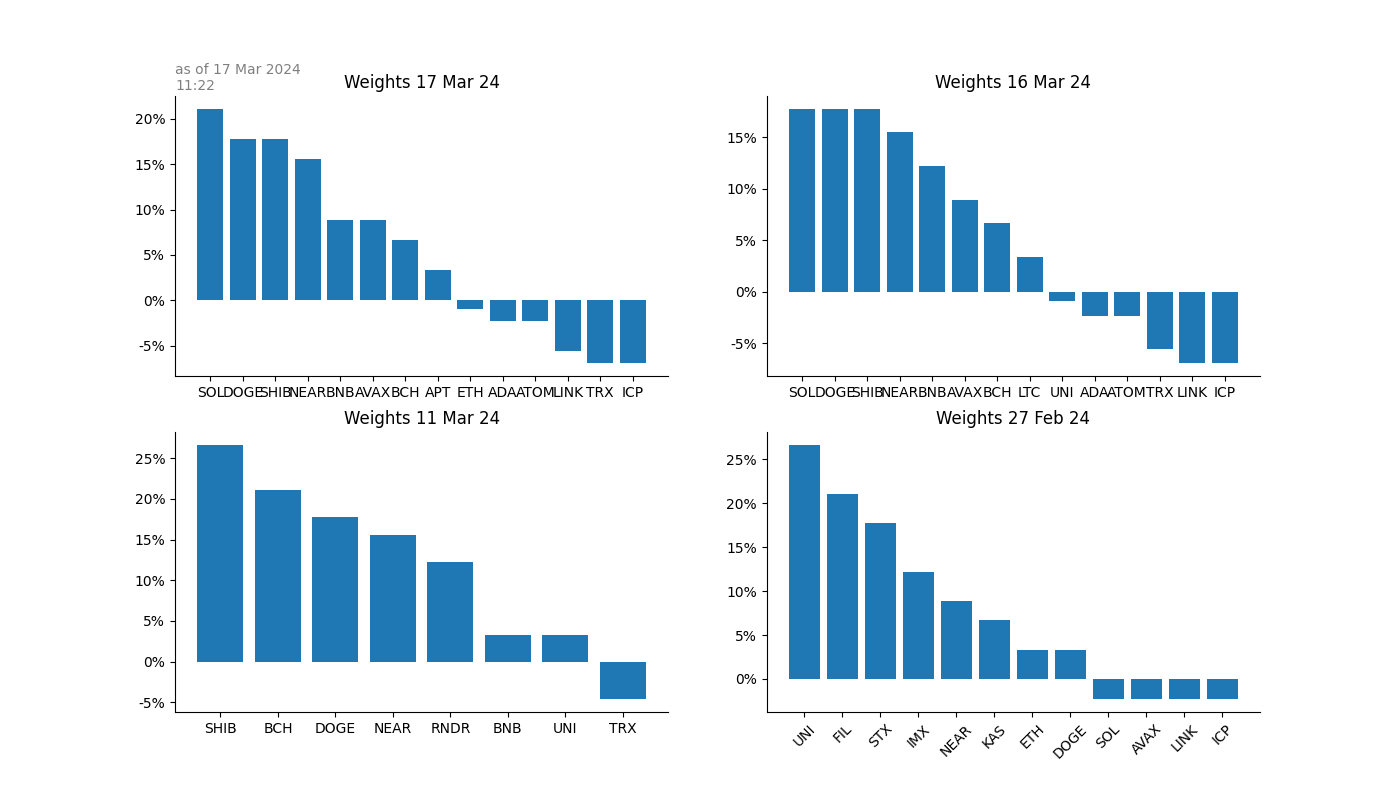 as of 17 Mar 2024
11:22
Weights 17 Mar 24
20%
15%
10%
5%
0%
-5%
SOL DOGE SHIB NEAR BNB AVAX BCH APT ETH ADA ATOM LINK TRX ICP
Weights 16 Mar 24
15%
10%
5%
0%
-5%
SOL DOGE SHIB NEAR BNB AVAX BCH LTC UNI ADA ATOM TRX LINK ICP
Weights 11 Mar 24
25%
20%
15%
10%
5%
0%
-5%
SHIB BCH DOGE NEAR RNDR BNB UNI TRX
Weights 27 Feb 24
25%
20%
15%
10%
5%
0%
UNI FIL STX IMX NEAR KAS ETH DOGE SOL AVAX LINK ICP